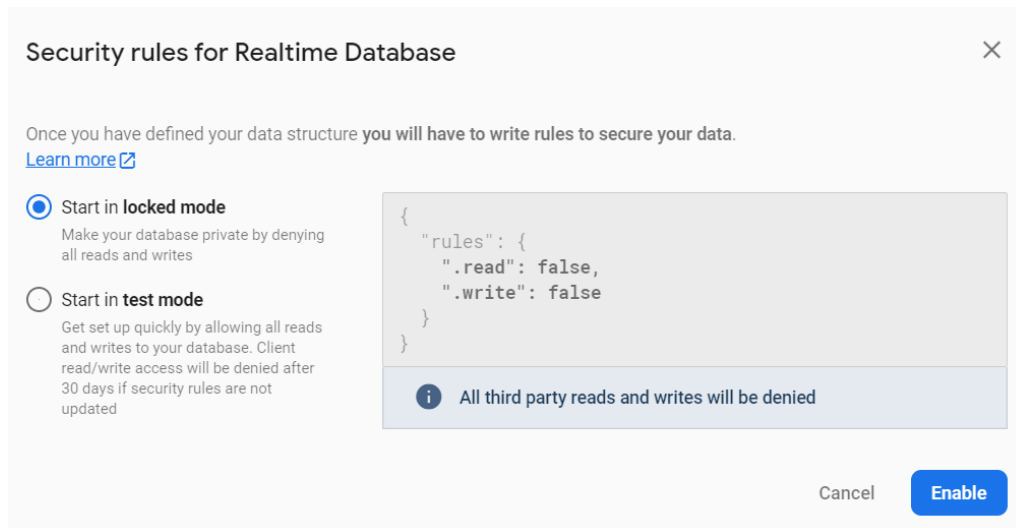 Security rules for Realtime Database
Once you have defined your data structure you will have to write rules to secure your data.
Learn more
Start in locked mode
Make your database private by denying
all reads and writes
Start in test mode
Get set up quickly by allowing all reads
and writes to your database. Client
read/write access will be denied after
30 days if security rules are not
updated
{
"rules": {
".read": false,
".write": false
}
}
All third party reads and writes will be denied
Cancel
Enable